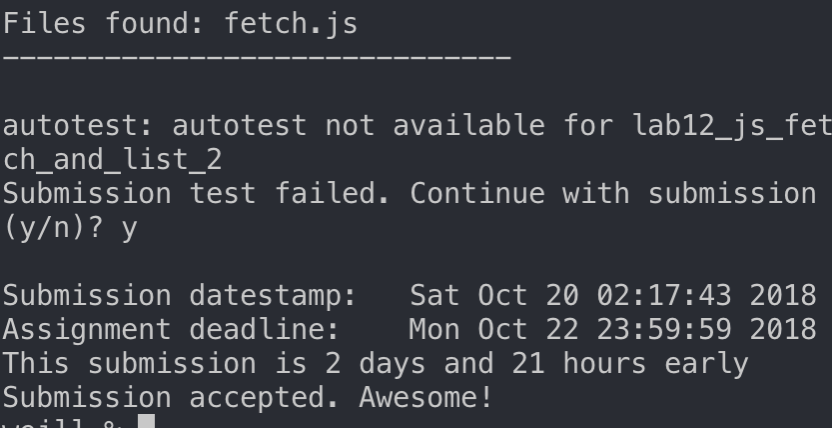 Files found: fetch.js
------------------------------
autotest: autotest not available for lab12_js_fet
ch_and_list_2
Submission test failed. Continue with submission
(y/n)? y
Submission datestamp:   Sat Oct 20 02:17:43 2018
Assignment deadline:    Mon Oct 22 23:59:59 2018
This submission is 2 days and 21 hours early
Submission accepted. Awesome!